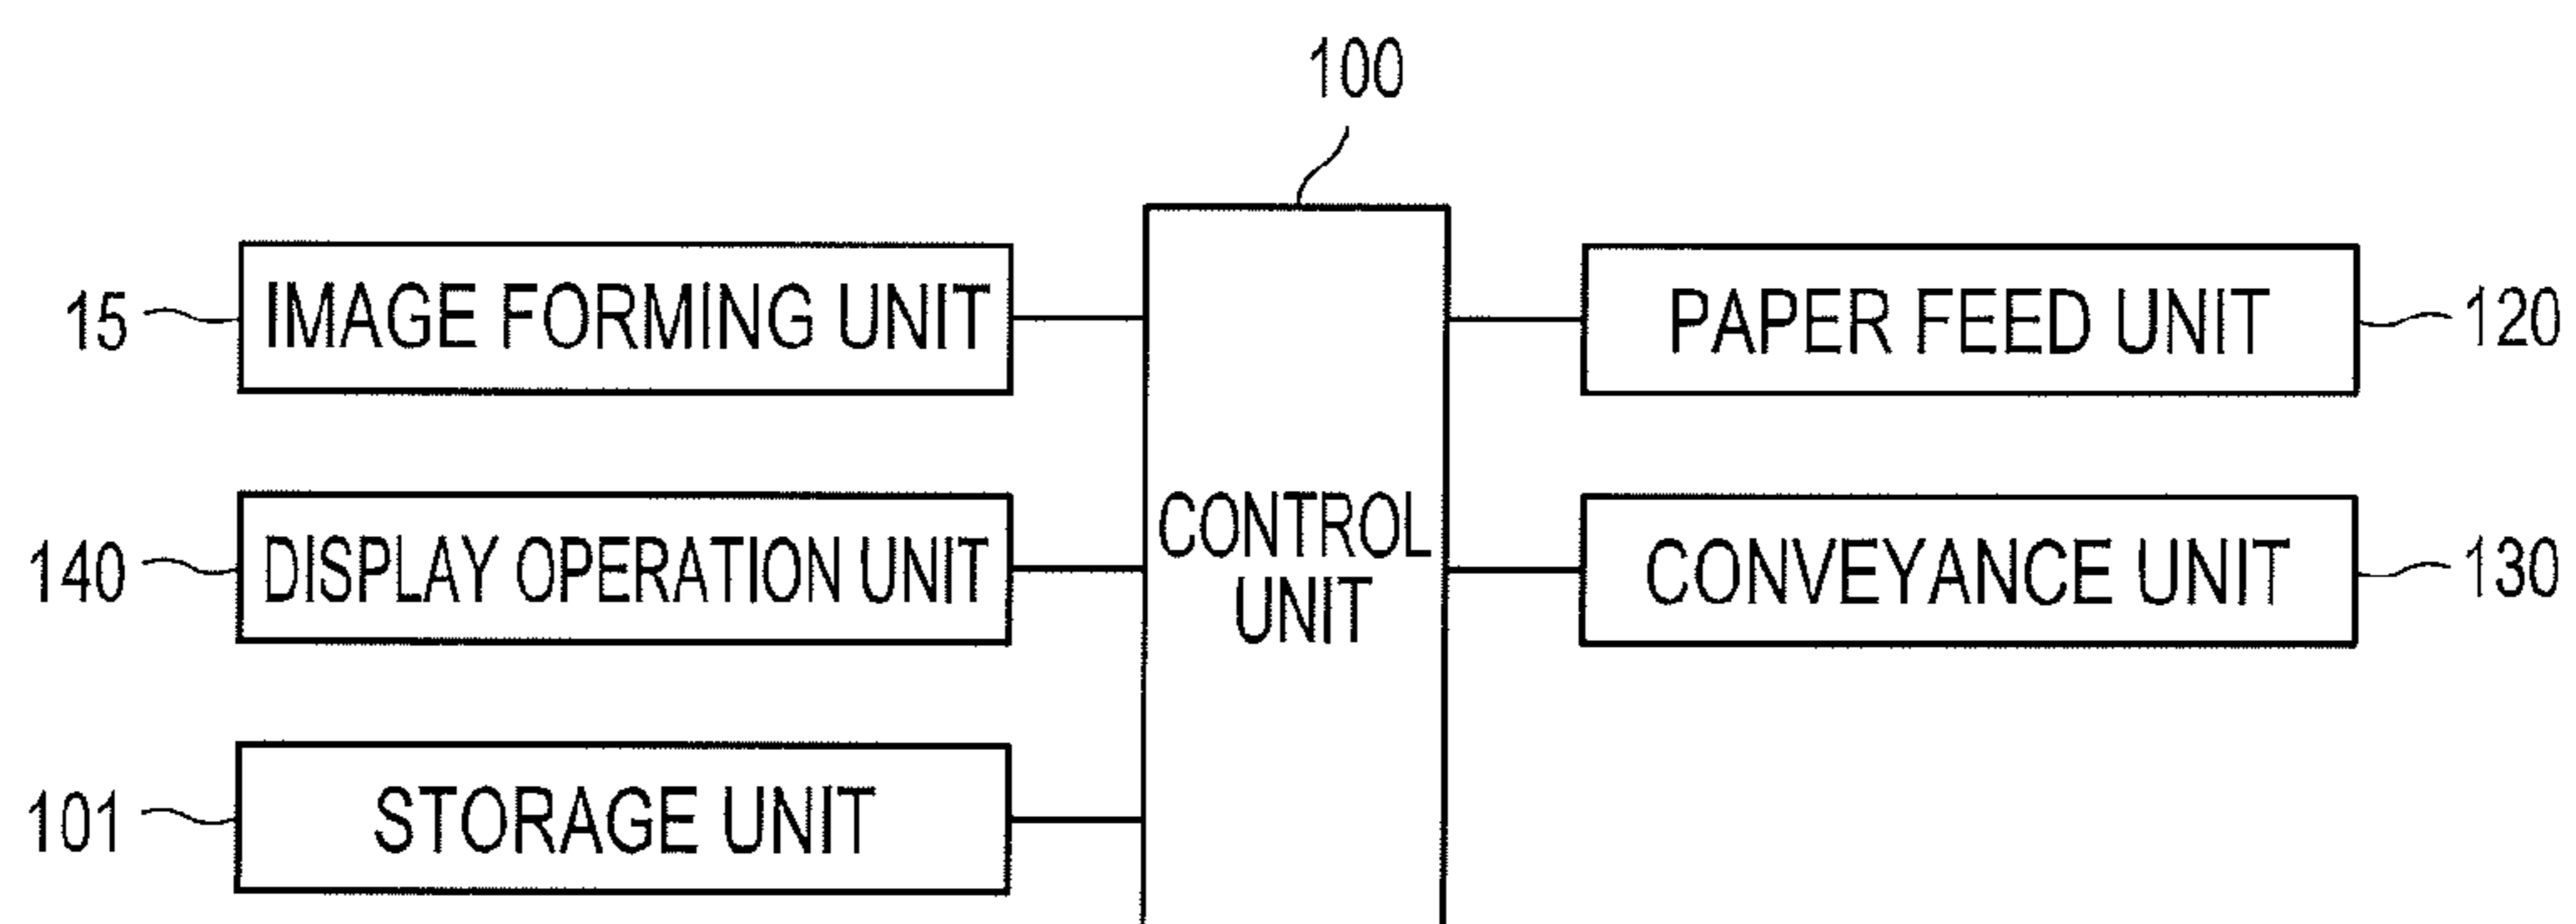 100
15 IMAGE FORMING UNIT
PAPER FEED UNIT 120
140 DISPLAY OPERATION UNIT
CONTROL
UNIT
CONVEYANCE UNIT 130
101 STORAGE UNIT